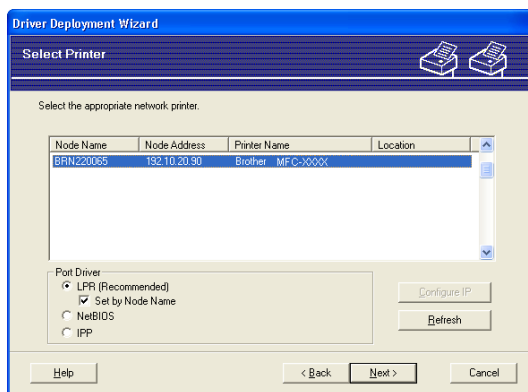 Driver Deployment Wizard
Select Printer
Select the appropriate network printer.
Node Name Node Address Printer Name Location
BRN220065 192.10.20.90 Brother MFC-XXXX
Port Driver
LPR (Recommended)
Set by Node Name
NetBIOS
IPP
Configure IP
Refresh
Help < Back Next > Cancel